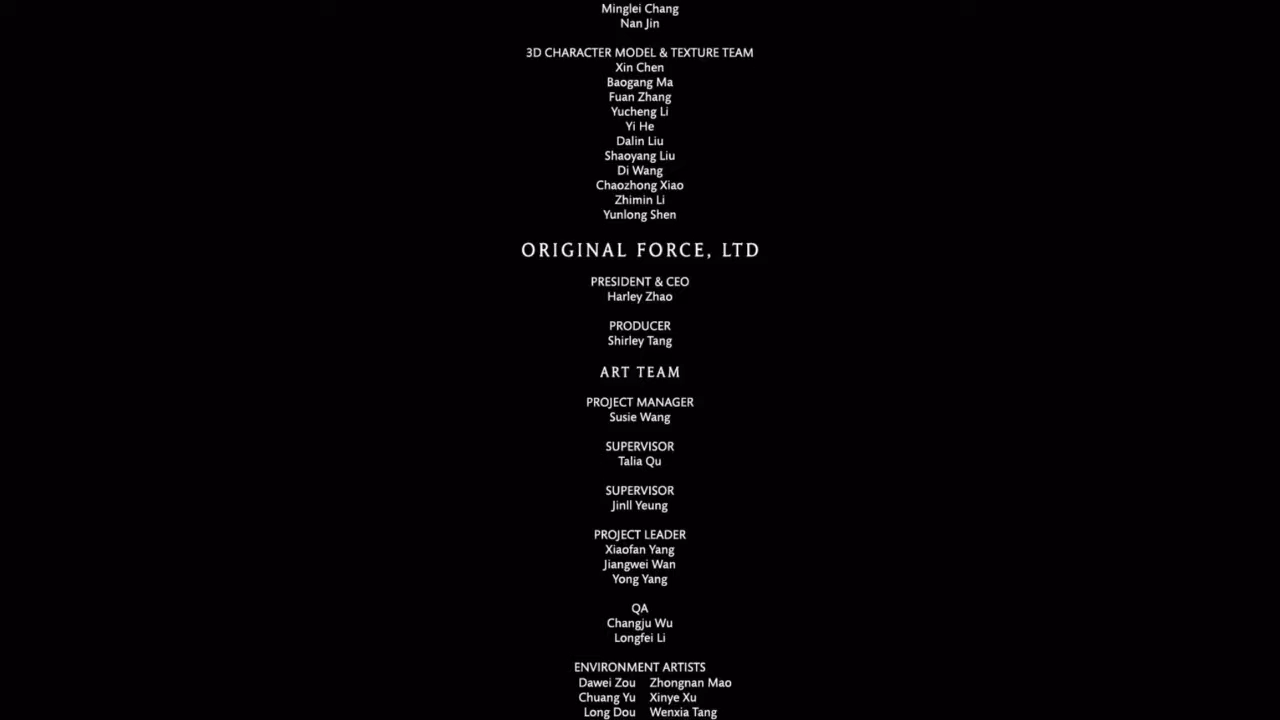 Minglei Chang
Nan Jin
3D CHARACTER MODEL & TEXTURE TEAM
Xin Chen
Baogang Ma
Fuan Zhang
Yucheng Li
Yi He
Dalin Liu
Shaoyang Liu
Di Wang
Chaozhong Xiao
Zhimin Li
Yunlong Shen
ORIGINAL FORCE, LTD
PRESIDENT & CEO
Harley Zhao
PRODUCER
Shirley Tang
ART TEAM
PROJECT MANAGER
Susie Wang
SUPERVISOR
Talia Qu
SUPERVISOR
Jinll Yeung
PROJECT LEADER
Xiaofan Yang
Jiangwei Wan
Yong Yang
QA
Changju Wu
Longfei Li
ENVIRONMENT ARTISTS
Dawei Zou Zhongnan Mao
Chuang Yu Xinye Xu
Long Dou Wenxia Tang